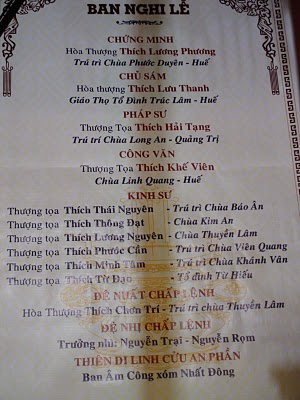 BAN NGHI LỄ
CHỨNG MINH
Hòa Thượng Thích Lương Phương
Trú trì Chùa Phước Duyên - Huế
CHỦ SÁM
Hòa Thượng Thích Lưu Thanh
Giáo Thọ Tổ Đình Trúc Lâm - Huế
PHÁP SƯ
Thượng Tọa Thích Hải Tạng
Trú trì Chùa Long An - Quảng Trị
CÔNG VĂN
Thượng Tọa Thích Khế Viên
Chùa Linh Quang - Huế
KINH SƯ
Thượng tọa Thích Thái Nguyên - Trú trì Chùa Báo Ân
Thượng tọa Thích Thông Đạt - Chùa Kim An
Thượng tọa Thích Lương Nguyên - Chùa Thuyền Lâm
Thượng tọa Thích Phước Cần - Trú trì Chùa Viên Quang
Thượng tọa Thích Minh Tâm - Trú trì Chùa Khánh Vân
Thượng tọa Thích Từ Đạo - Tổ đình Từ Hiếu
ĐỆ NHẤT CHẤP LỆNH
Hòa Thượng Thích Chơn Trí - Trú trì chùa Thuyền Lâm
ĐỆ NHỊ CHẤP LỆNH
Trưởng nhi: Nguyễn Trại - Nguyễn Rọm
THIÊN DI LINH CỬU AN PHẦN
Ban Âm Công xóm Nhất Đông